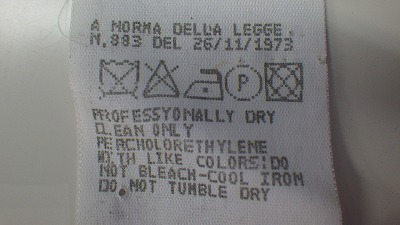 A NORMA DELLA LEGGE.
N.883 DEL 26/11/1973
P
PROFESSYONALLY DRY
CLEAN ONLY
PERCHOLORETHYLENE
WITH LIKE COLORS:DO
NOT BLEACH-COOL IRON
DO NOT TUMBLE DRY